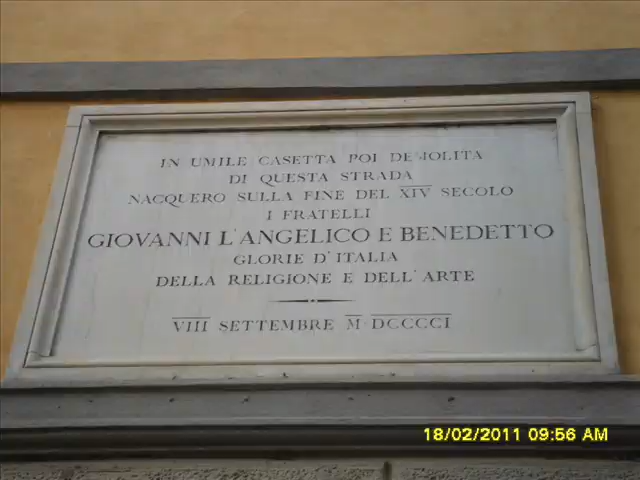 IN UMILE CASETTA POI DEMOLITA
DI QUESTA STRADA
NACQUERO SULLA FINE DEL XIV SECOLO
I FRATELLI
GIOVANNI L'ANGELICO E BENEDETTO
GLORIE D'ITALIA
DELLA RELIGIONE E DELL'ARTE
VIII SETTEMBRE M·DCCCCI
18/02/2011 09:56 AM